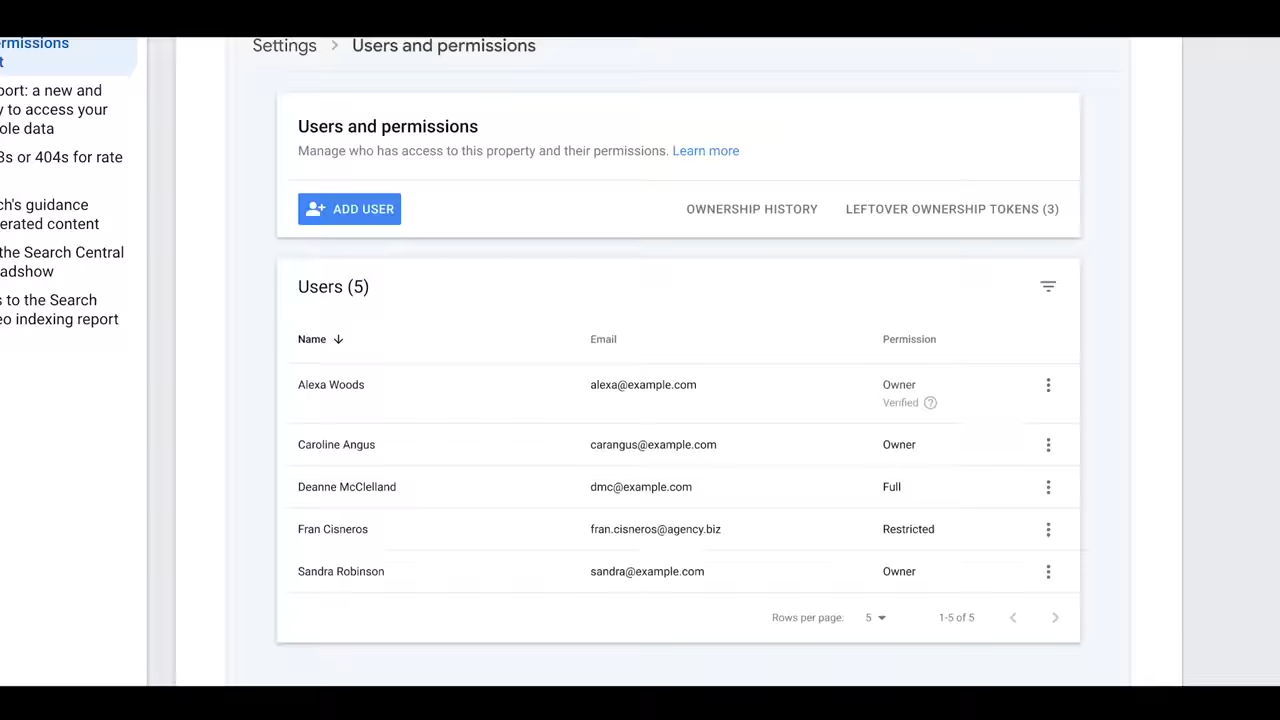 rmissions
t
port: a new and
y to access your
ole data
3s or 404s for rate
ch's guidance
erated content
the Search Central
adshow
s to the Search
eo indexing report
Settings > Users and permissions
Users and permissions
Manage who has access to this property and their permissions. Learn more
ADD USER OWNERSHIP HISTORY LEFTOVER OWNERSHIP TOKENS (3)
Users (5)
Name Email Permission
Alexa Woods alexa@example.com Owner
Verified
Caroline Angus carangus@example.com Owner
Deanne McClelland dmc@example.com Full
Fran Cisneros fran.cisneros@agency.biz Restricted
Sandra Robinson sandra@example.com Owner
Rows per page: 5 1-5 of 5